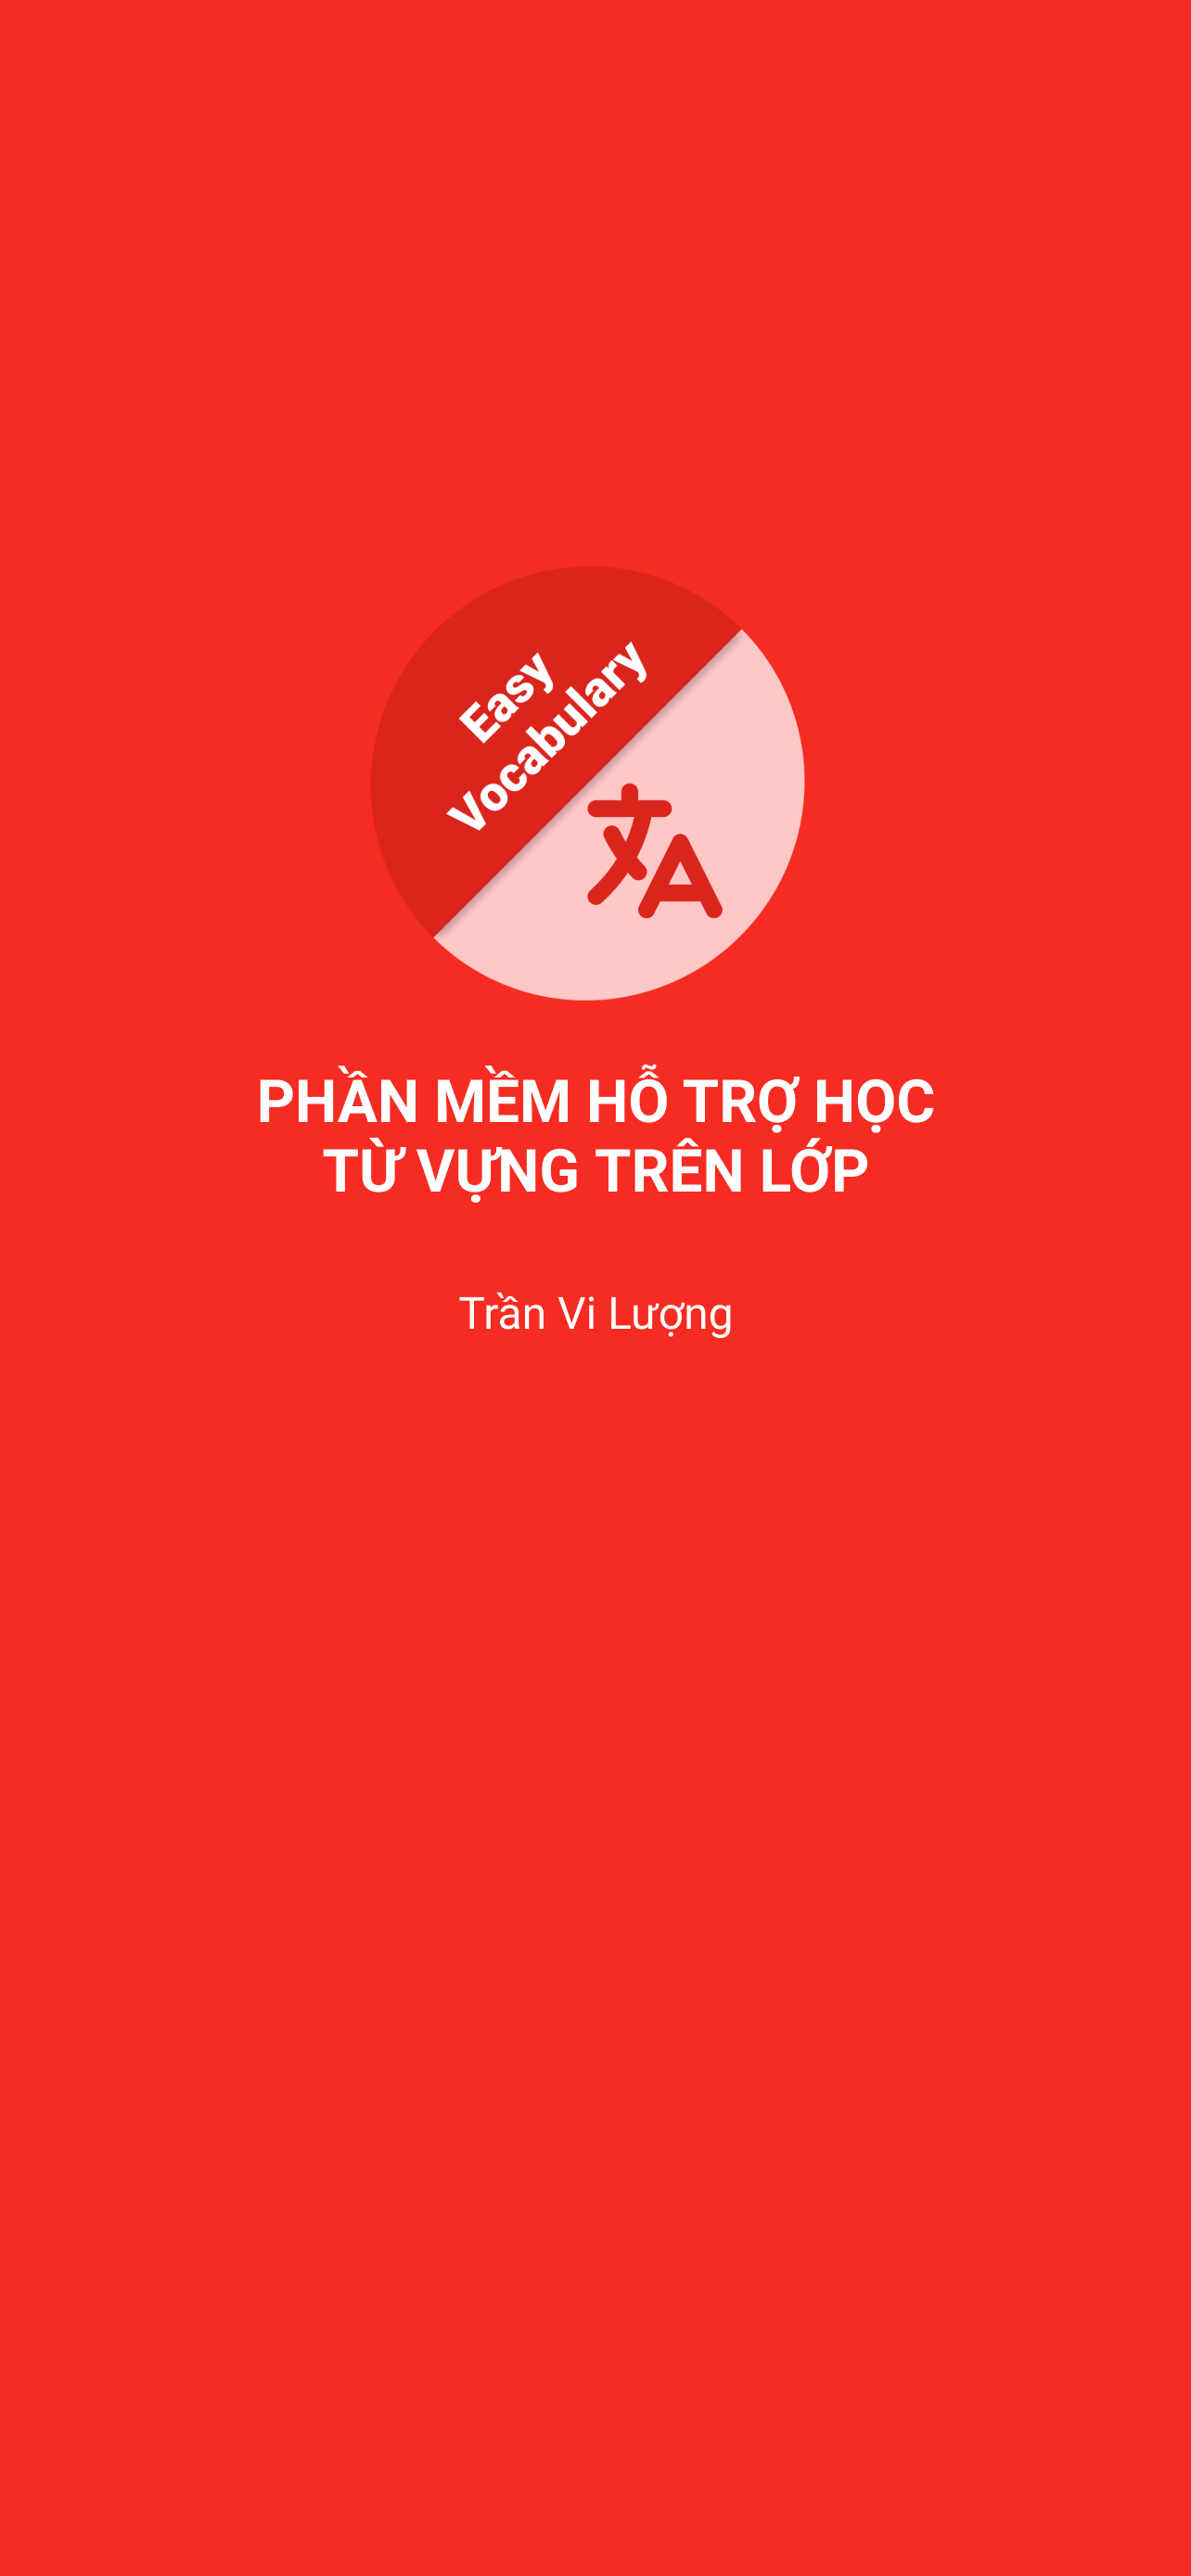 Easy
Vocabulary
PHẦN MỀM HỖ TRỢ HỌC
TỪ VỰNG TRÊN LỚP
Trần Vi Lượng